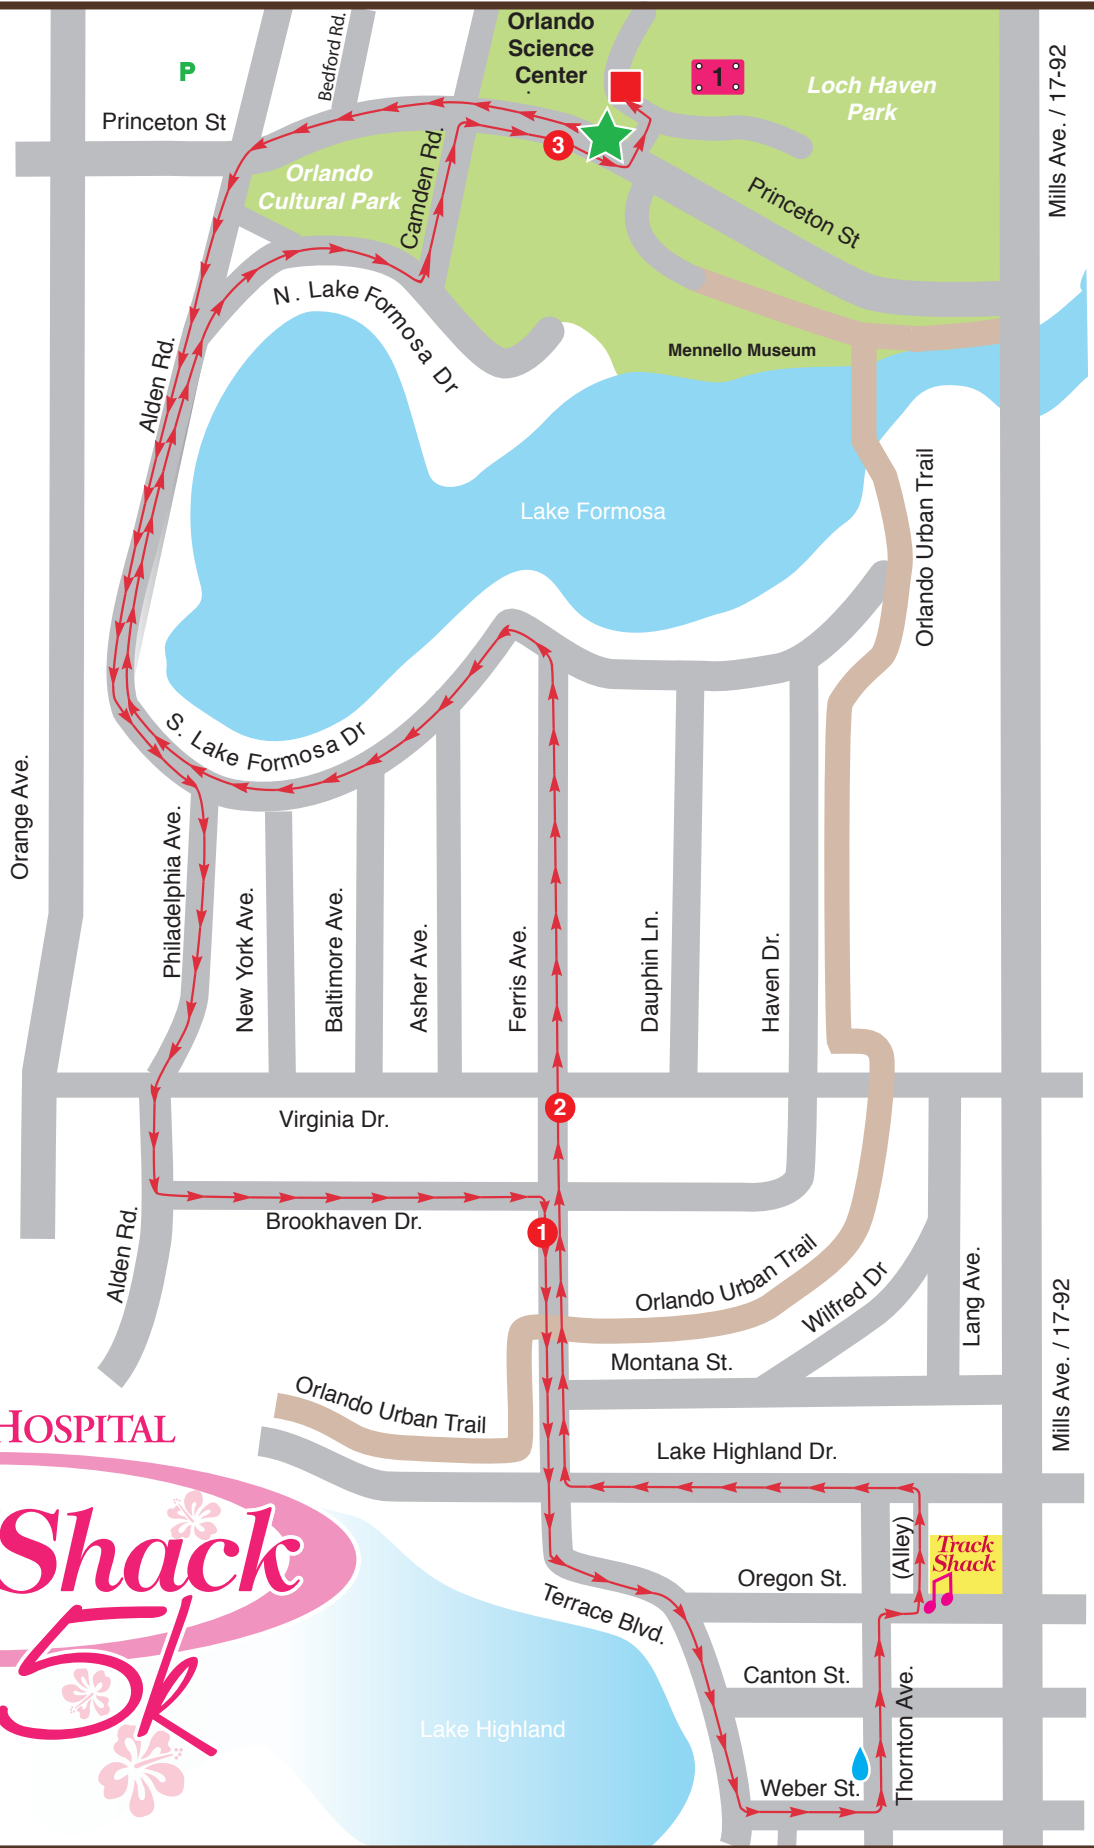 Orlando
Science
Center
Bedford Rd.
P
1
Loch Haven
Park
Mills Ave. / 17-92
Princeton St
3
Orlando
Cultural Park
Camden Rd.
Princeton St
N. Lake Formosa Dr
Alden Rd.
Mennello Museum
Lake Formosa
Orlando Urban Trail
S. Lake Formosa Dr
Orange Ave.
Philadelphia Ave.
New York Ave.
Baltimore Ave.
Asher Ave.
Ferris Ave.
Dauphin Ln.
Haven Dr.
2
Virginia Dr.
Brookhaven Dr.
1
Alden Rd.
Orlando Urban Trail
Wilfred Dr
Lang Ave.
Mills Ave. / 17-92
Montana St.
Orlando Urban Trail
HOSPITAL
Lake Highland Dr.
Shack
5k
(Alley)
Track
Shack
Oregon St.
Terrace Blvd.
Canton St.
Thornton Ave.
Lake Highland
Weber St.